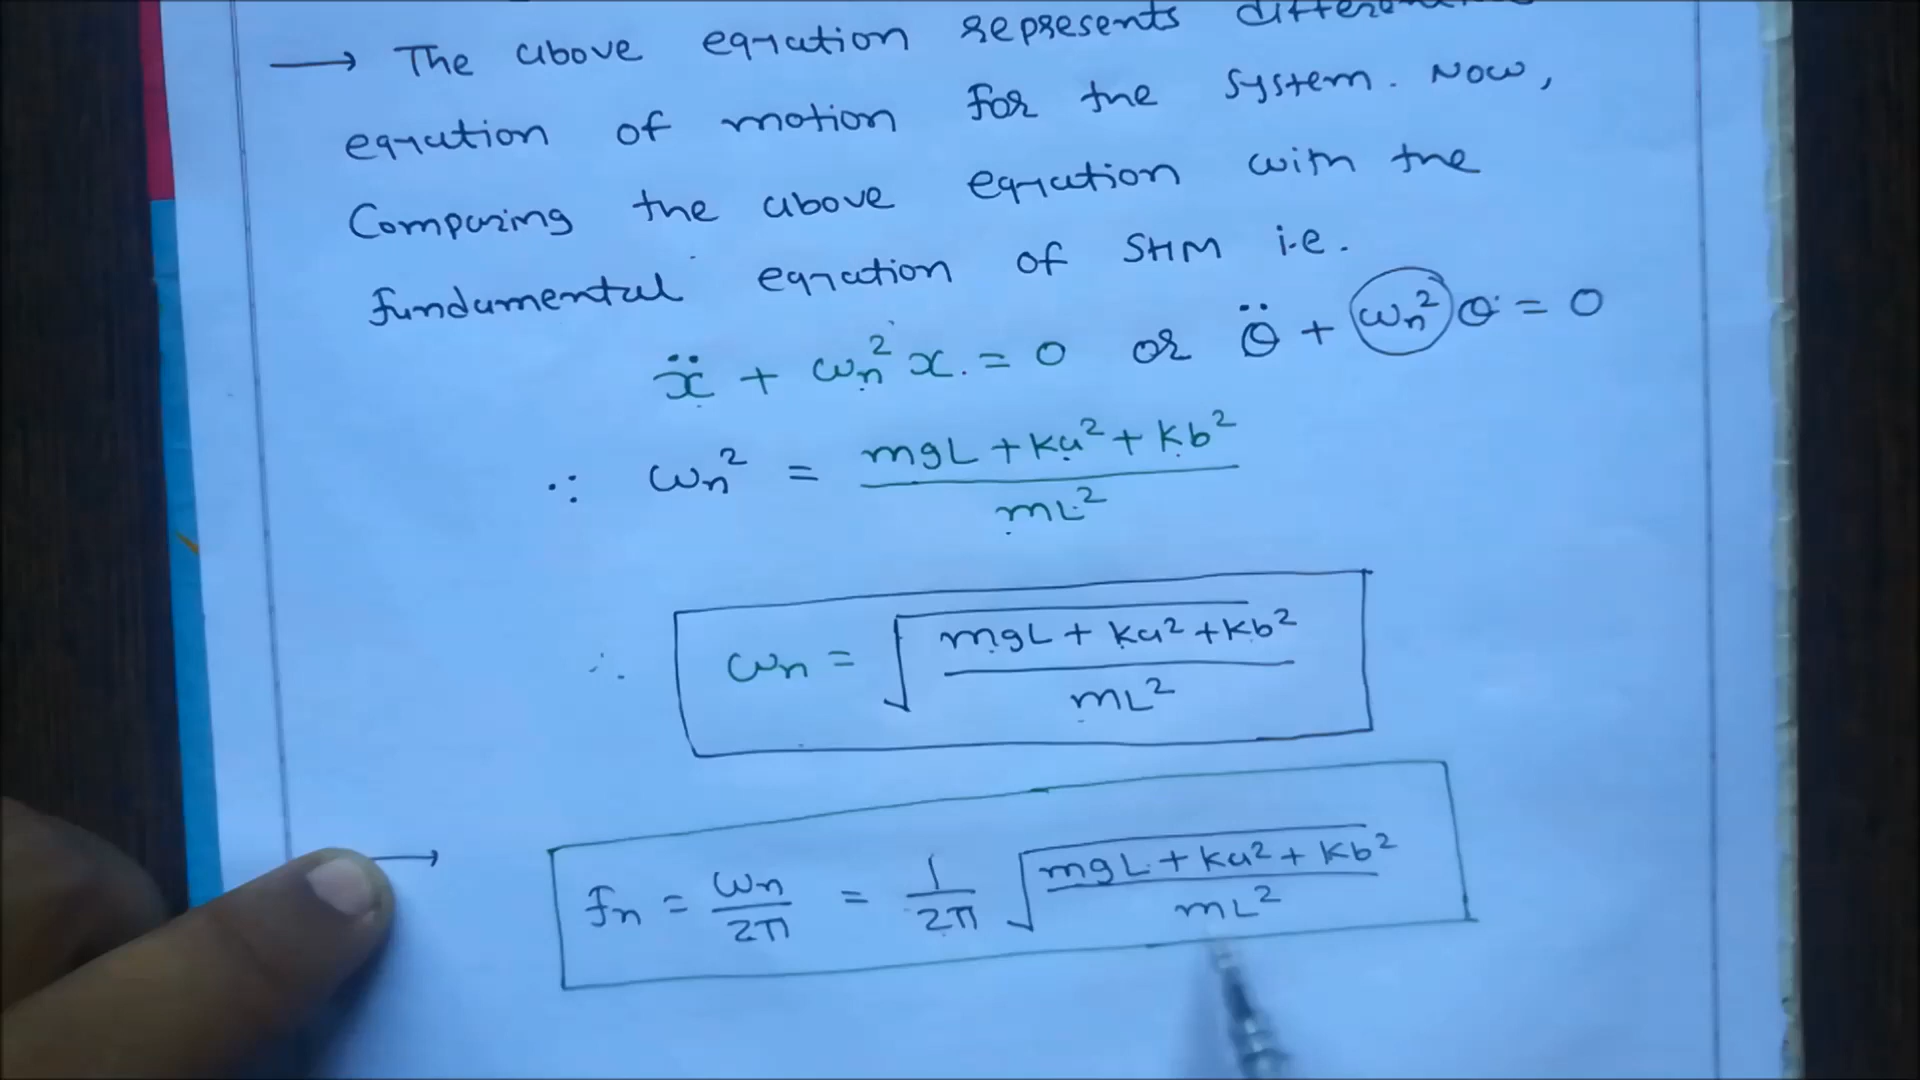 → The above equation represents
equation of motion for the system. Now,
Comparing the above equation with the
fundamental equation of SHM i.e.
ẍ + ωn² x = 0 or θ̈ + ωn² θ = 0
∴ ωn² = (mgL + ka² + kb²) / mL²
∴ ωn = √((mgL + ka² + kb²) / mL²)
→ fn = ωn / 2π = 1 / 2π √((mgL + ka² + kb²) / mL²)